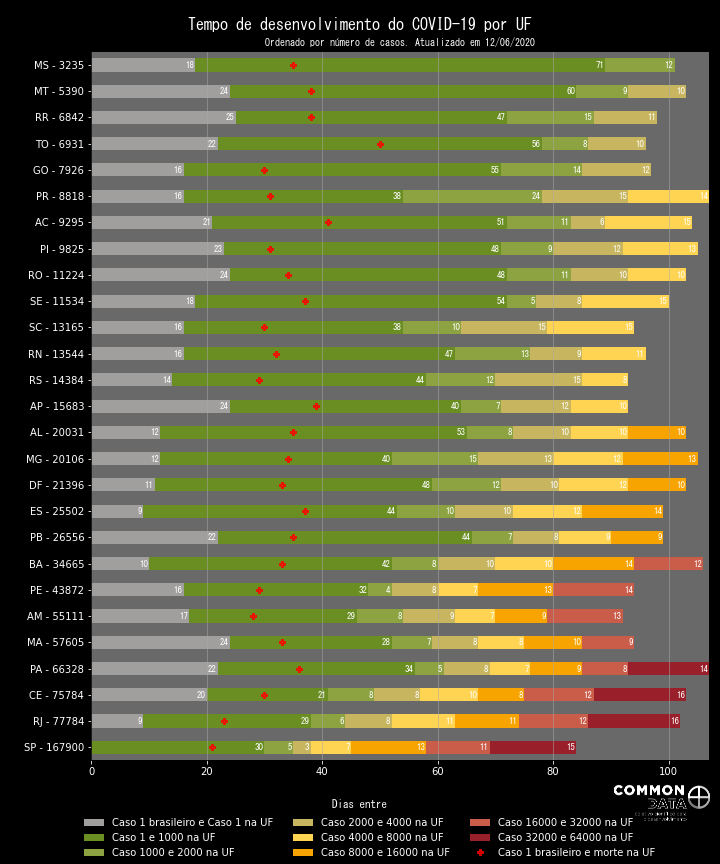 Tempo de desenvolvimento do COVID-19 por UF
Ordenado por número de casos. Atualizado em 12/06/2020
MS - 3235 18 71 12
MT - 5390 24 60 9 10
RR - 6842 25 47 15 11
TO - 6931 22 56 8 10
GO - 7926 16 55 14 12
PR - 8818 16 38 24 15 14
AC - 9295 21 51 11 6 15
PI - 9825 23 48 9 12 13
RO - 11224 24 48 11 10 10
SE - 11534 18 54 5 8 15
SC - 13165 16 38 10 15 15
RN - 13544 16 47 13 9 11
RS - 14384 14 44 12 15 8
AP - 15683 24 40 7 12 10
AL - 20031 12 53 8 10 10 10
MG - 20106 12 40 15 13 12 13
DF - 21396 11 48 12 10 12 10
ES - 25502 9 44 10 10 12 14
PB - 26556 22 44 7 8 9 9
BA - 34665 10 42 8 10 10 14 12
PE - 43872 16 32 4 8 7 13 14
AM - 55111 17 29 8 9 7 9 13
MA - 57605 24 28 7 8 8 10 9
PA - 66328 22 34 5 8 7 9 8 14
CE - 75784 20 21 8 8 10 8 12 16
RJ - 77784 9 29 6 8 11 11 12 16
SP - 167900 30 5 3 7 13 11 15
0 20 40 60 80 100
Dias entre
COMMON
DATA
Caso 1 brasileiro e Caso 1 na UF
Caso 1 e 1000 na UF
Caso 1000 e 2000 na UF
Caso 2000 e 4000 na UF
Caso 4000 e 8000 na UF
Caso 8000 e 16000 na UF
Caso 16000 e 32000 na UF
Caso 32000 e 64000 na UF
Caso 1 brasileiro e morte na UF